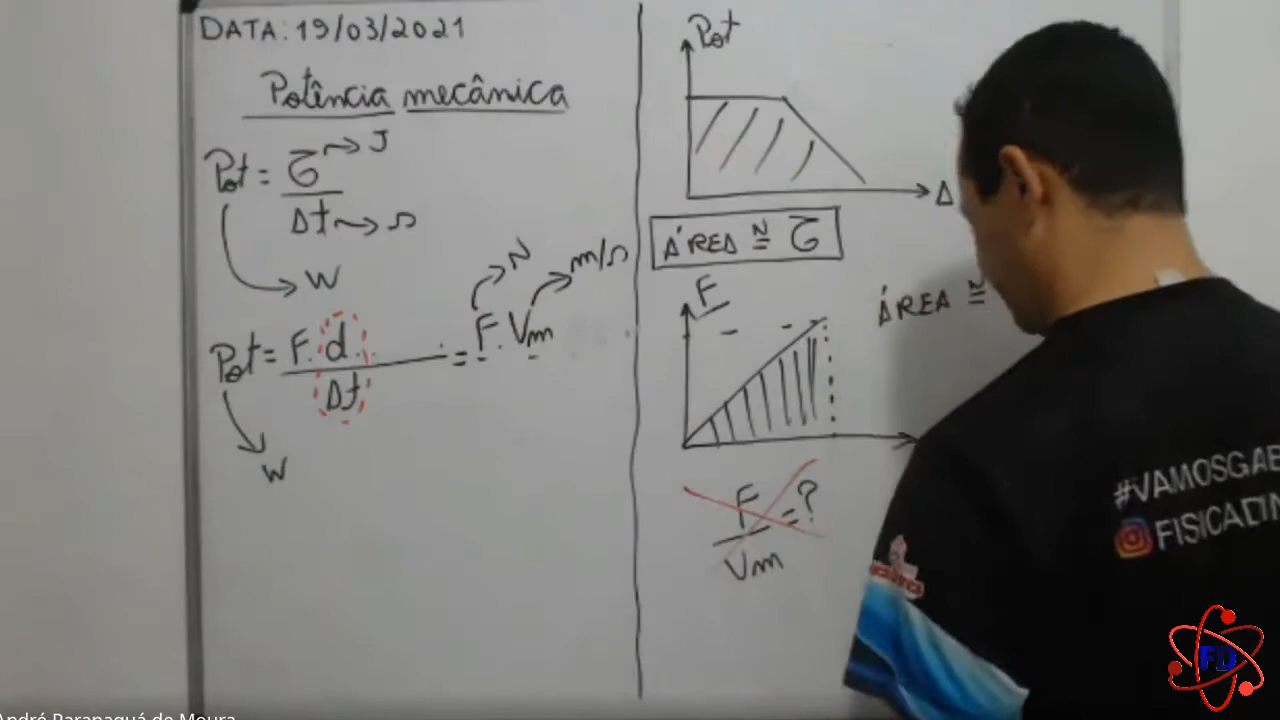 DATA: 19/03/2021
Potência mecânica
Pot = Ʈ → J
Δt → s
W
Pot = F. d = F. Vm
Δt
N
m/s
W
Pot
Δ
ÁREA ≅ Ʈ
F
ÁREA ≅
F = ?
Vm
#VAMOSGAB
FISICADIN
FD
André Paranaguá de Moura